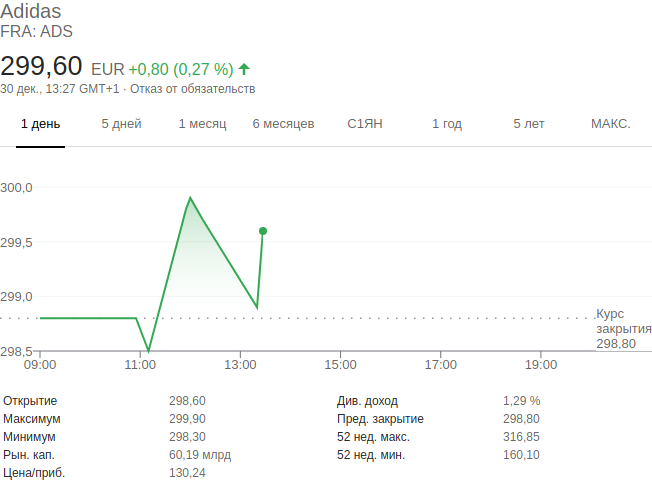 Adidas
FRA: ADS
299,60 EUR +0,80 (0,27 %)
30 дек., 13:27 GMT+1 · Отказ от обязательств
1 день 5 дней 1 месяц 6 месяцев С1ЯН 1 год 5 лет МАКС.
300,0
299,5
299,0
Курс
закрытия
298,80
298,5
09:00 11:00 13:00 15:00 17:00 19:00
Открытие 298,60 Див. доход 1,29 %
Максимум 299,90 Пред. закрытие 298,80
Минимум 298,30 52 нед. макс. 316,85
Рын. кап. 60,19 млрд 52 нед. мин. 160,10
Цена/приб. 130,24